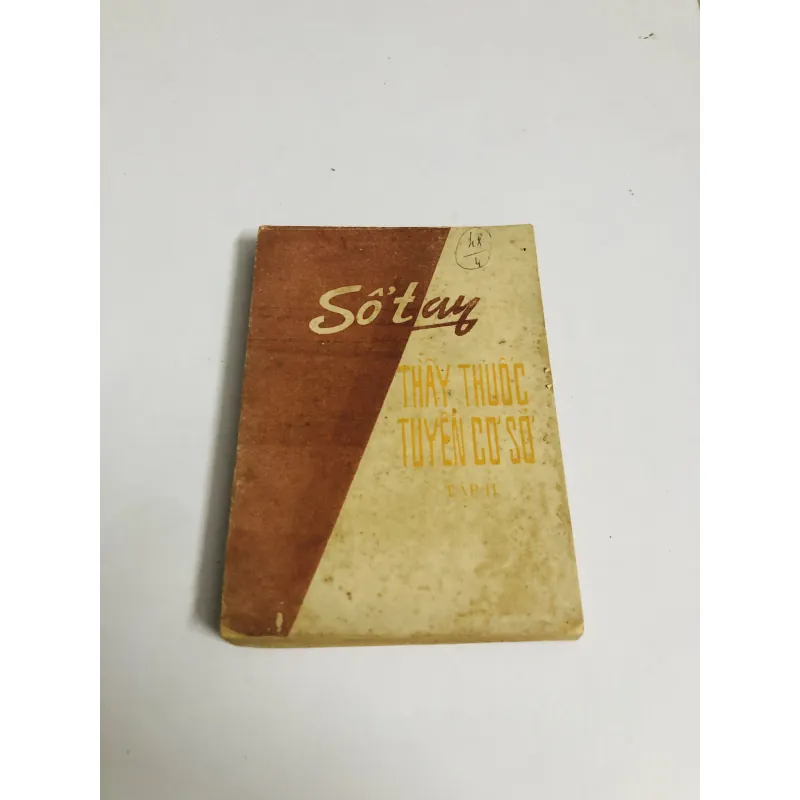 Sổ tay
THẦY THUỐC
TUYẾN CƠ SỞ
TẬP II